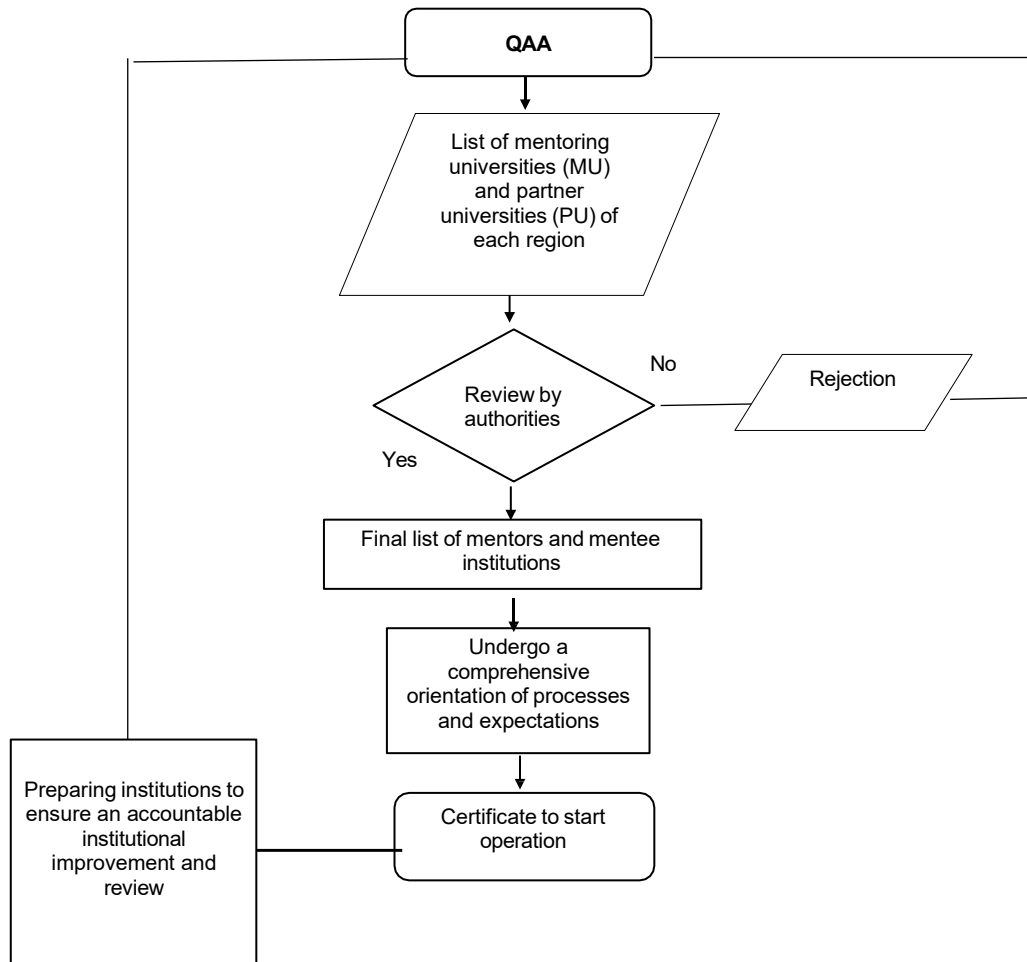 QAA
List of mentoring
universities (MU)
and partner
universities (PU) of
each region
No
Rejection
Review by
authorities
Yes
Final list of mentors and mentee
institutions
Undergo a
comprehensive
orientation of processes
and expectations
Preparing institutions to
ensure an accountable
institutional
improvement and
review
Certificate to start
operation